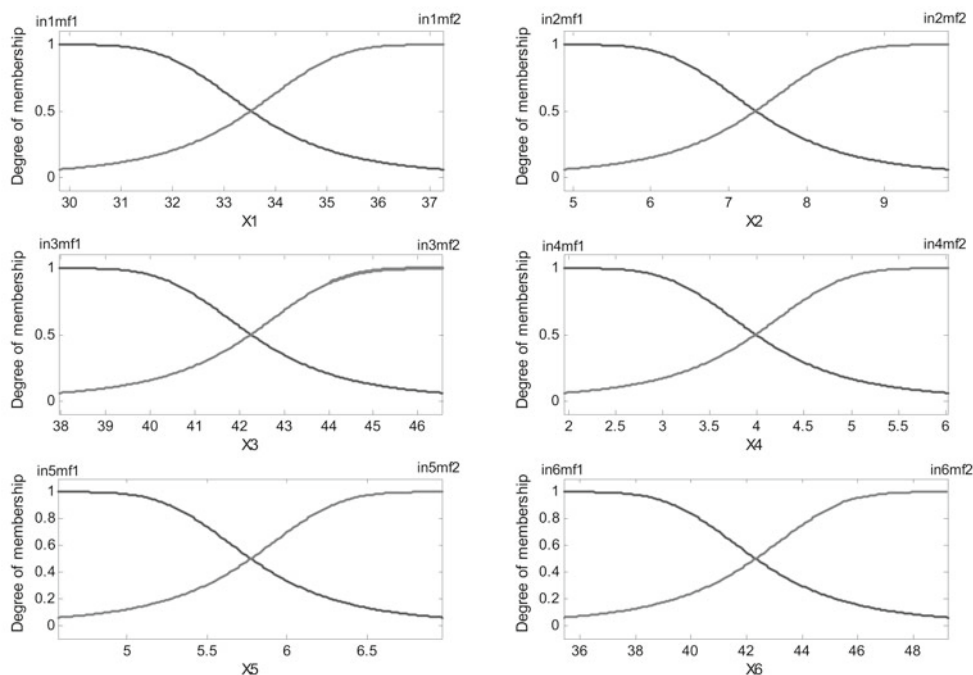 in1mf1 in1mf2
Degree of membership
1
0.5
0
30 31 32 33 34 35 36 37
X1
in2mf1 in2mf2
Degree of membership
1
0.5
0
5 6 7 8 9
X2
in3mf1 in3mf2
Degree of membership
1
0.5
0
38 39 40 41 42 43 44 45 46
X3
in4mf1 in4mf2
Degree of membership
1
0.5
0
2 2.5 3 3.5 4 4.5 5 5.5 6
X4
in5mf1 in5mf2
Degree of membership
1
0.8
0.6
0.4
0.2
0
5 5.5 6 6.5
X5
in6mf1 in6mf2
Degree of membership
1
0.8
0.6
0.4
0.2
0
36 38 40 42 44 46 48
X6